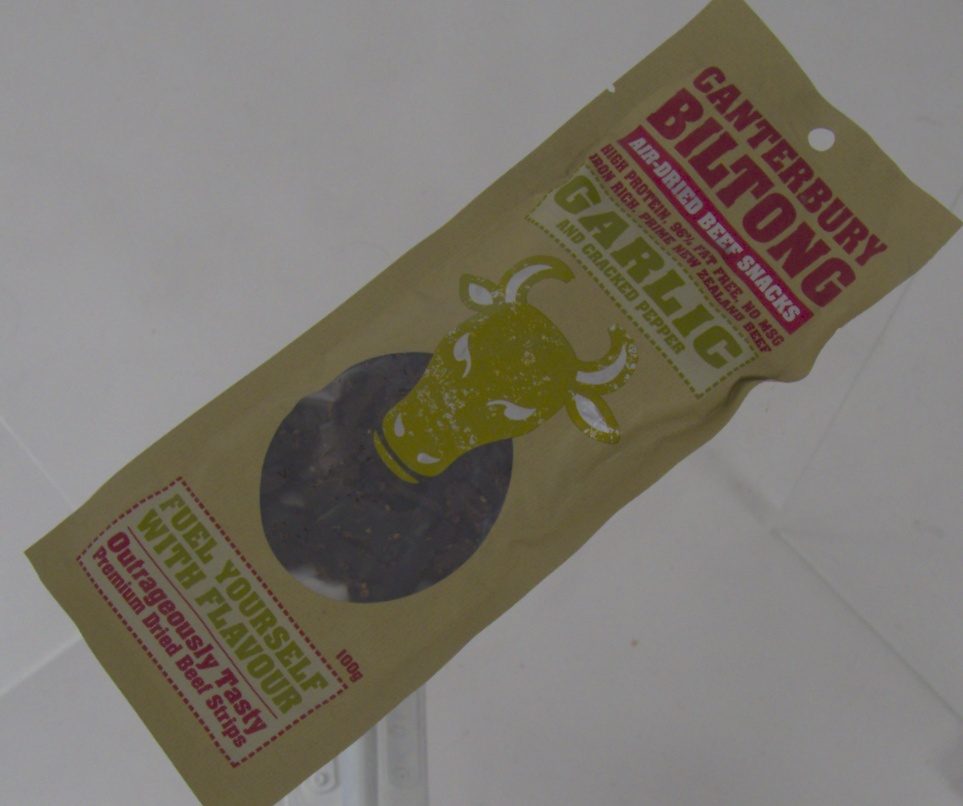 CANTERBURY
BILTONG
AIR-DRIED BEEF SNACKS
HIGH PROTEIN, 96% FAT FREE, NO MSG
IRON RICH, PRIME NEW ZEALAND BEEF
GARLIC
AND CRACKED PEPPER
FUEL YOURSELF
WITH FLAVOUR
Outrageously Tasty
Premium Dried Beef Strips
100g